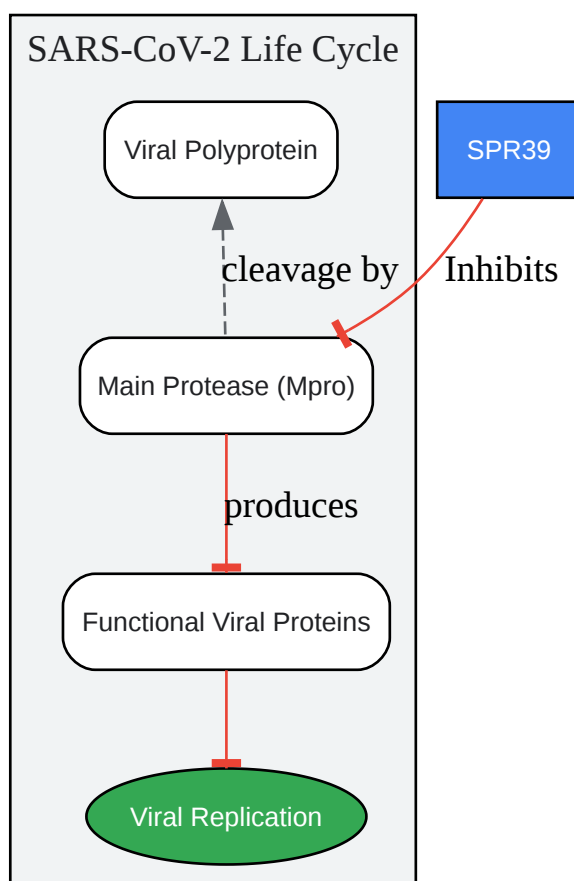 SARS-CoV-2 Life Cycle
Viral Polyprotein
SPR39
cleavage by
Inhibits
Main Protease (Mpro)
produces
Functional Viral Proteins
Viral Replication